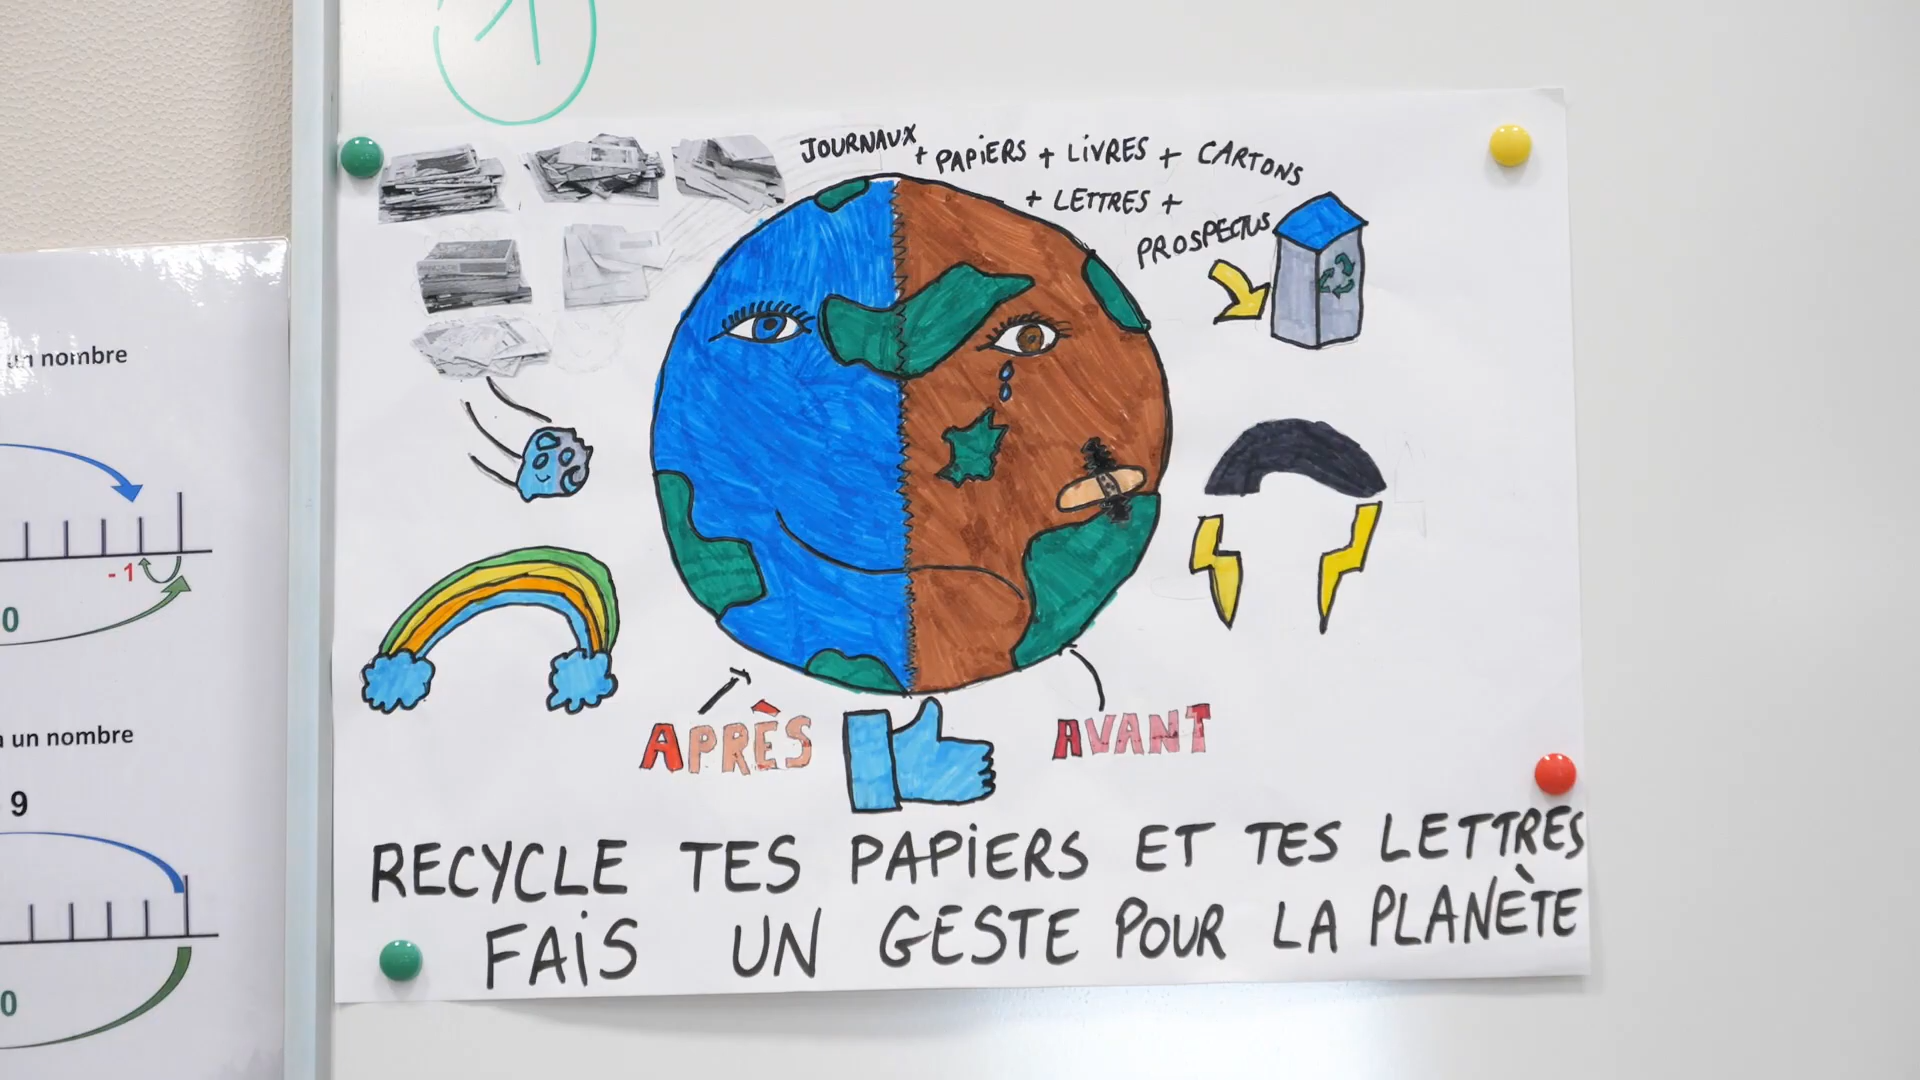 1
JOURNAUX + PAPIERS + LIVRES + CARTONS
+ LETTRES +
PROSPECTUS
APRÈS
AVANT
RECYCLE TES PAPIERS ET TES LETTRES
FAIS UN GESTE POUR LA PLANÈTE
un nombre
- 1
0
à un nombre
9
0